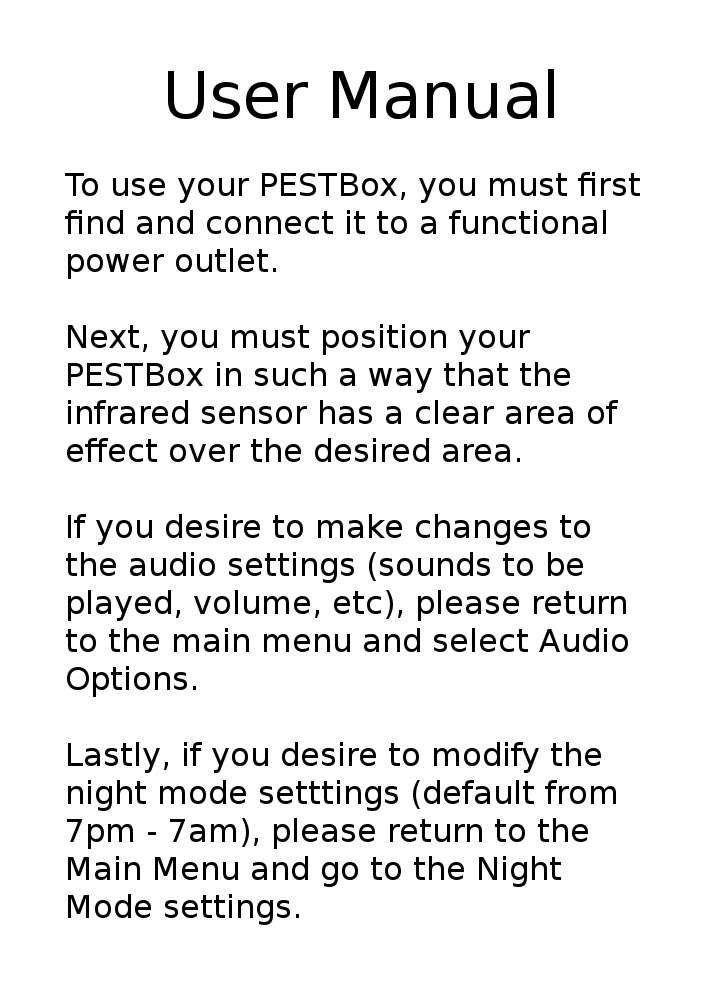 User Manual
To use your PESTBox, you must first
find and connect it to a functional
power outlet.
Next, you must position your
PESTBox in such a way that the
infrared sensor has a clear area of
effect over the desired area.
If you desire to make changes to
the audio settings (sounds to be
played, volume, etc), please return
to the main menu and select Audio
Options.
Lastly, if you desire to modify the
night mode setttings (default from
7pm - 7am), please return to the
Main Menu and go to the Night
Mode settings.